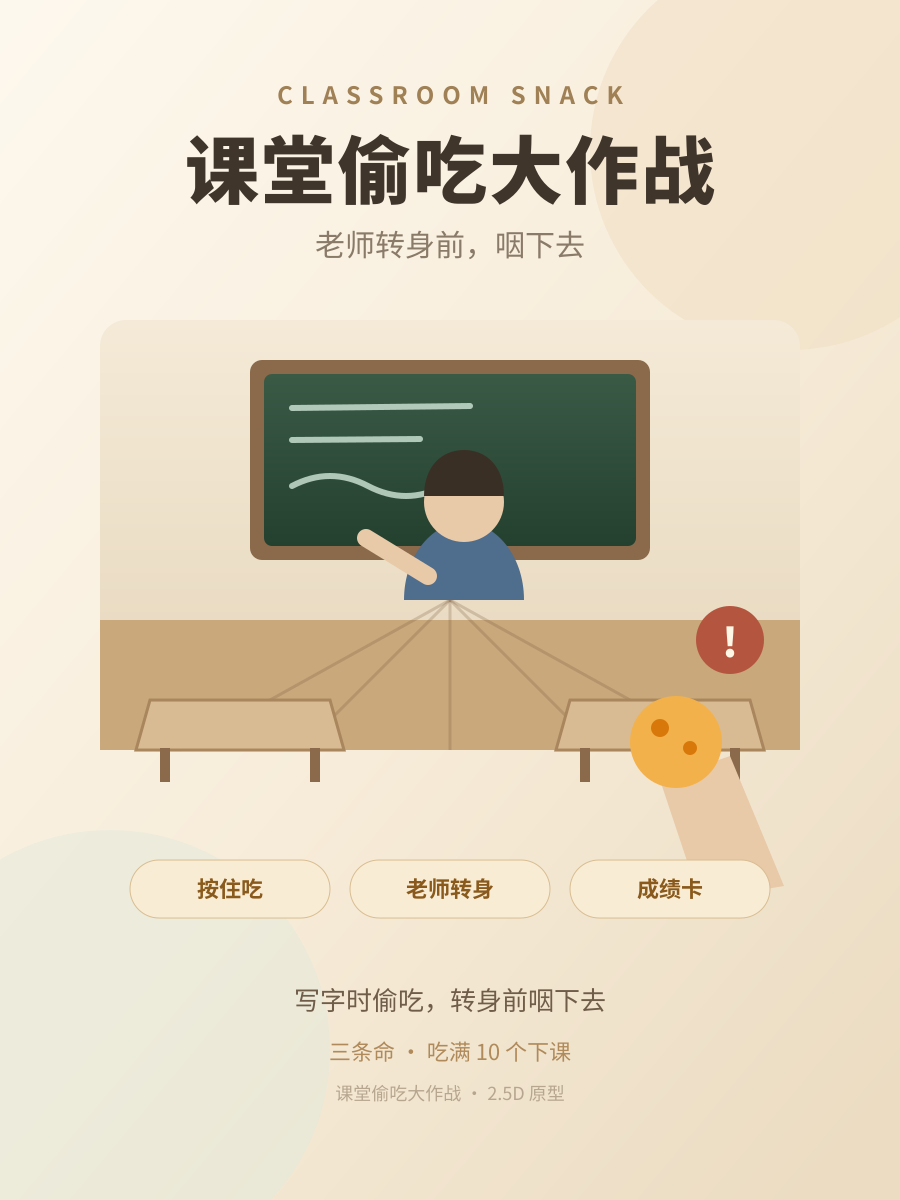 CLASSROOM SNACK
课堂偷吃大作战
老师转身前，咽下去
!
按住吃
老师转身
成绩卡
写字时偷吃，转身前咽下去
三条命 · 吃满 10 个下课
课堂偷吃大作战 · 2.5D 原型